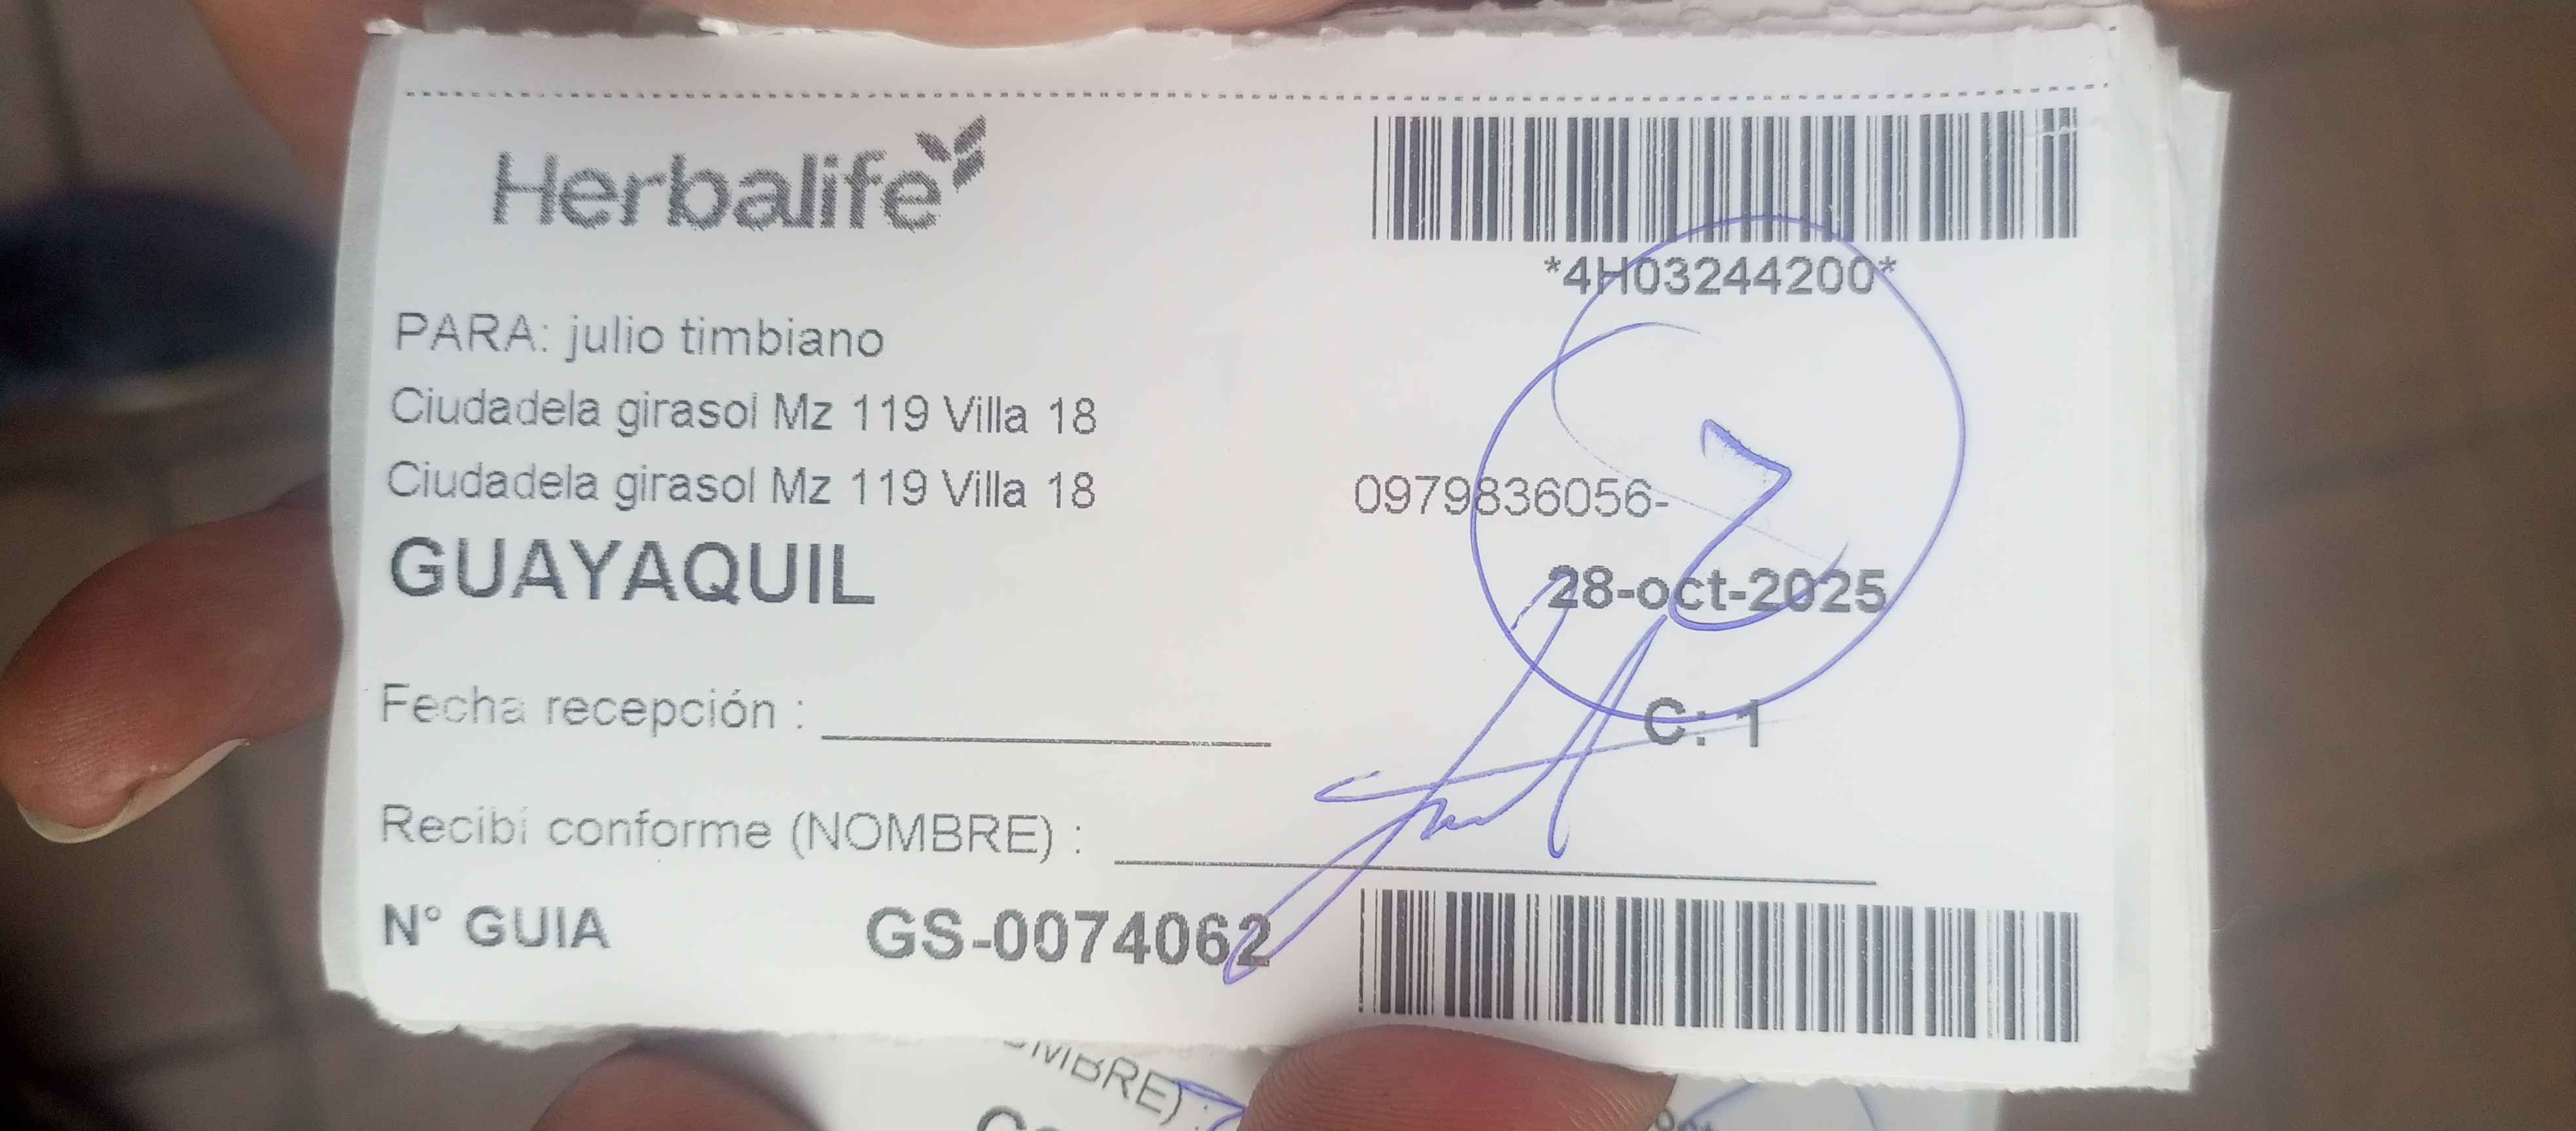 Herbalife
*4H03244200*
PARA: julio timbiano
Ciudadela girasol Mz 119 Villa 18
Ciudadela girasol Mz 119 Villa 18
0979836056-
GUAYAQUIL
28-oct-2025
C: 1
Fecha recepción :
Recibí conforme (NOMBRE) :
N° GUIA GS-0074062
OMBRE) :